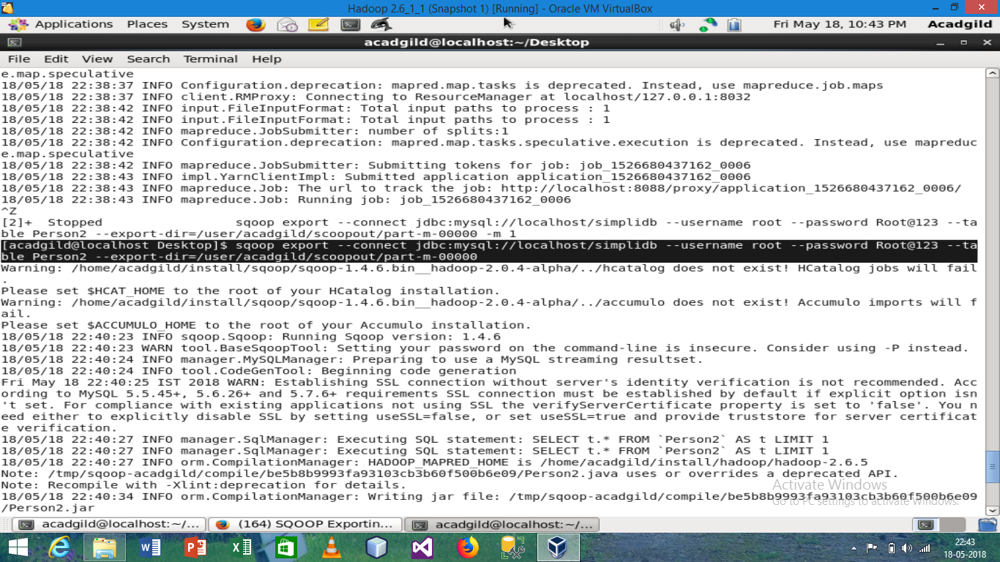 Hadoop 2.6_1_1 (Snapshot 1) [Running] - Oracle VM VirtualBox
Applications Places System Fri May 18, 10:43 PM Acadgild
acadgild@localhost:~/Desktop
File Edit View Search Terminal Help
e.map.speculative
18/05/18 22:38:37 INFO Configuration.deprecation: mapred.map.tasks is deprecated. Instead, use mapreduce.job.maps
18/05/18 22:38:37 INFO client.RMProxy: Connecting to ResourceManager at localhost/127.0.0.1:8032
18/05/18 22:38:42 INFO input.FileInputFormat: Total input paths to process : 1
18/05/18 22:38:42 INFO input.FileInputFormat: Total input paths to process : 1
18/05/18 22:38:42 INFO mapreduce.JobSubmitter: number of splits:1
18/05/18 22:38:42 INFO Configuration.deprecation: mapred.map.tasks.speculative.execution is deprecated. Instead, use mapreduc
e.map.speculative
18/05/18 22:38:42 INFO mapreduce.JobSubmitter: Submitting tokens for job: job_1526680437162_0006
18/05/18 22:38:43 INFO impl.YarnClientImpl: Submitted application application_1526680437162_0006
18/05/18 22:38:43 INFO mapreduce.Job: The url to track the job: http://localhost:8088/proxy/application_1526680437162_0006/
18/05/18 22:38:43 INFO mapreduce.Job: Running job: job_1526680437162_0006
^Z
[2]+ Stopped sqoop export --connect jdbc:mysql://localhost/simplidb --username root --password Root@123 --ta
ble Person2 --export-dir=/user/acadgild/scoopout/part-m-00000 -m 1
[acadgild@localhost Desktop]$ sqoop export --connect jdbc:mysql://localhost/simplidb --username root --password Root@123 --ta
ble Person2 --export-dir=/user/acadgild/scoopout/part-m-00000
Warning: /home/acadgild/install/sqoop/sqoop-1.4.6.bin__hadoop-2.0.4-alpha/../hcatalog does not exist! HCatalog jobs will fail
.
Please set $HCAT_HOME to the root of your HCatalog installation.
Warning: /home/acadgild/install/sqoop/sqoop-1.4.6.bin__hadoop-2.0.4-alpha/../accumulo does not exist! Accumulo imports will f
ail.
Please set $ACCUMULO_HOME to the root of your Accumulo installation.
18/05/18 22:40:23 INFO sqoop.Sqoop: Running Sqoop version: 1.4.6
18/05/18 22:40:23 WARN tool.BaseSqoopTool: Setting your password on the command-line is insecure. Consider using -P instead.
18/05/18 22:40:24 INFO manager.MySQLManager: Preparing to use a MySQL streaming resultset.
18/05/18 22:40:24 INFO tool.CodeGenTool: Beginning code generation
Fri May 18 22:40:25 IST 2018 WARN: Establishing SSL connection without server's identity verification is not recommended. Acc
ording to MySQL 5.5.45+, 5.6.26+ and 5.7.6+ requirements SSL connection must be established by default if explicit option isn
't set. For compliance with existing applications not using SSL the verifyServerCertificate property is set to 'false'. You n
eed either to explicitly disable SSL by setting useSSL=false, or set useSSL=true and provide truststore for server certificat
e verification.
18/05/18 22:40:27 INFO manager.SqlManager: Executing SQL statement: SELECT t.* FROM `Person2` AS t LIMIT 1
18/05/18 22:40:27 INFO manager.SqlManager: Executing SQL statement: SELECT t.* FROM `Person2` AS t LIMIT 1
18/05/18 22:40:27 INFO orm.CompilationManager: HADOOP_MAPRED_HOME is /home/acadgild/install/hadoop/hadoop-2.6.5
Note: /tmp/sqoop-acadgild/compile/be5b8b9993fa93103cb3b60f500b6e09/Person2.java uses or overrides a deprecated API.
Note: Recompile with -Xlint:deprecation for details.
Activate Windows
18/05/18 22:40:34 INFO orm.CompilationManager: Writing jar file: /tmp/sqoop-acadgild/compile/be5b8b9993fa93103cb3b60f500b6e09
Go to PC settings to activate Windows.
/Person2.jar
acadgild@localhost:~/... (164) SQOOP Exportin... acadgild@localhost:~/...
22:43
18-05-2018